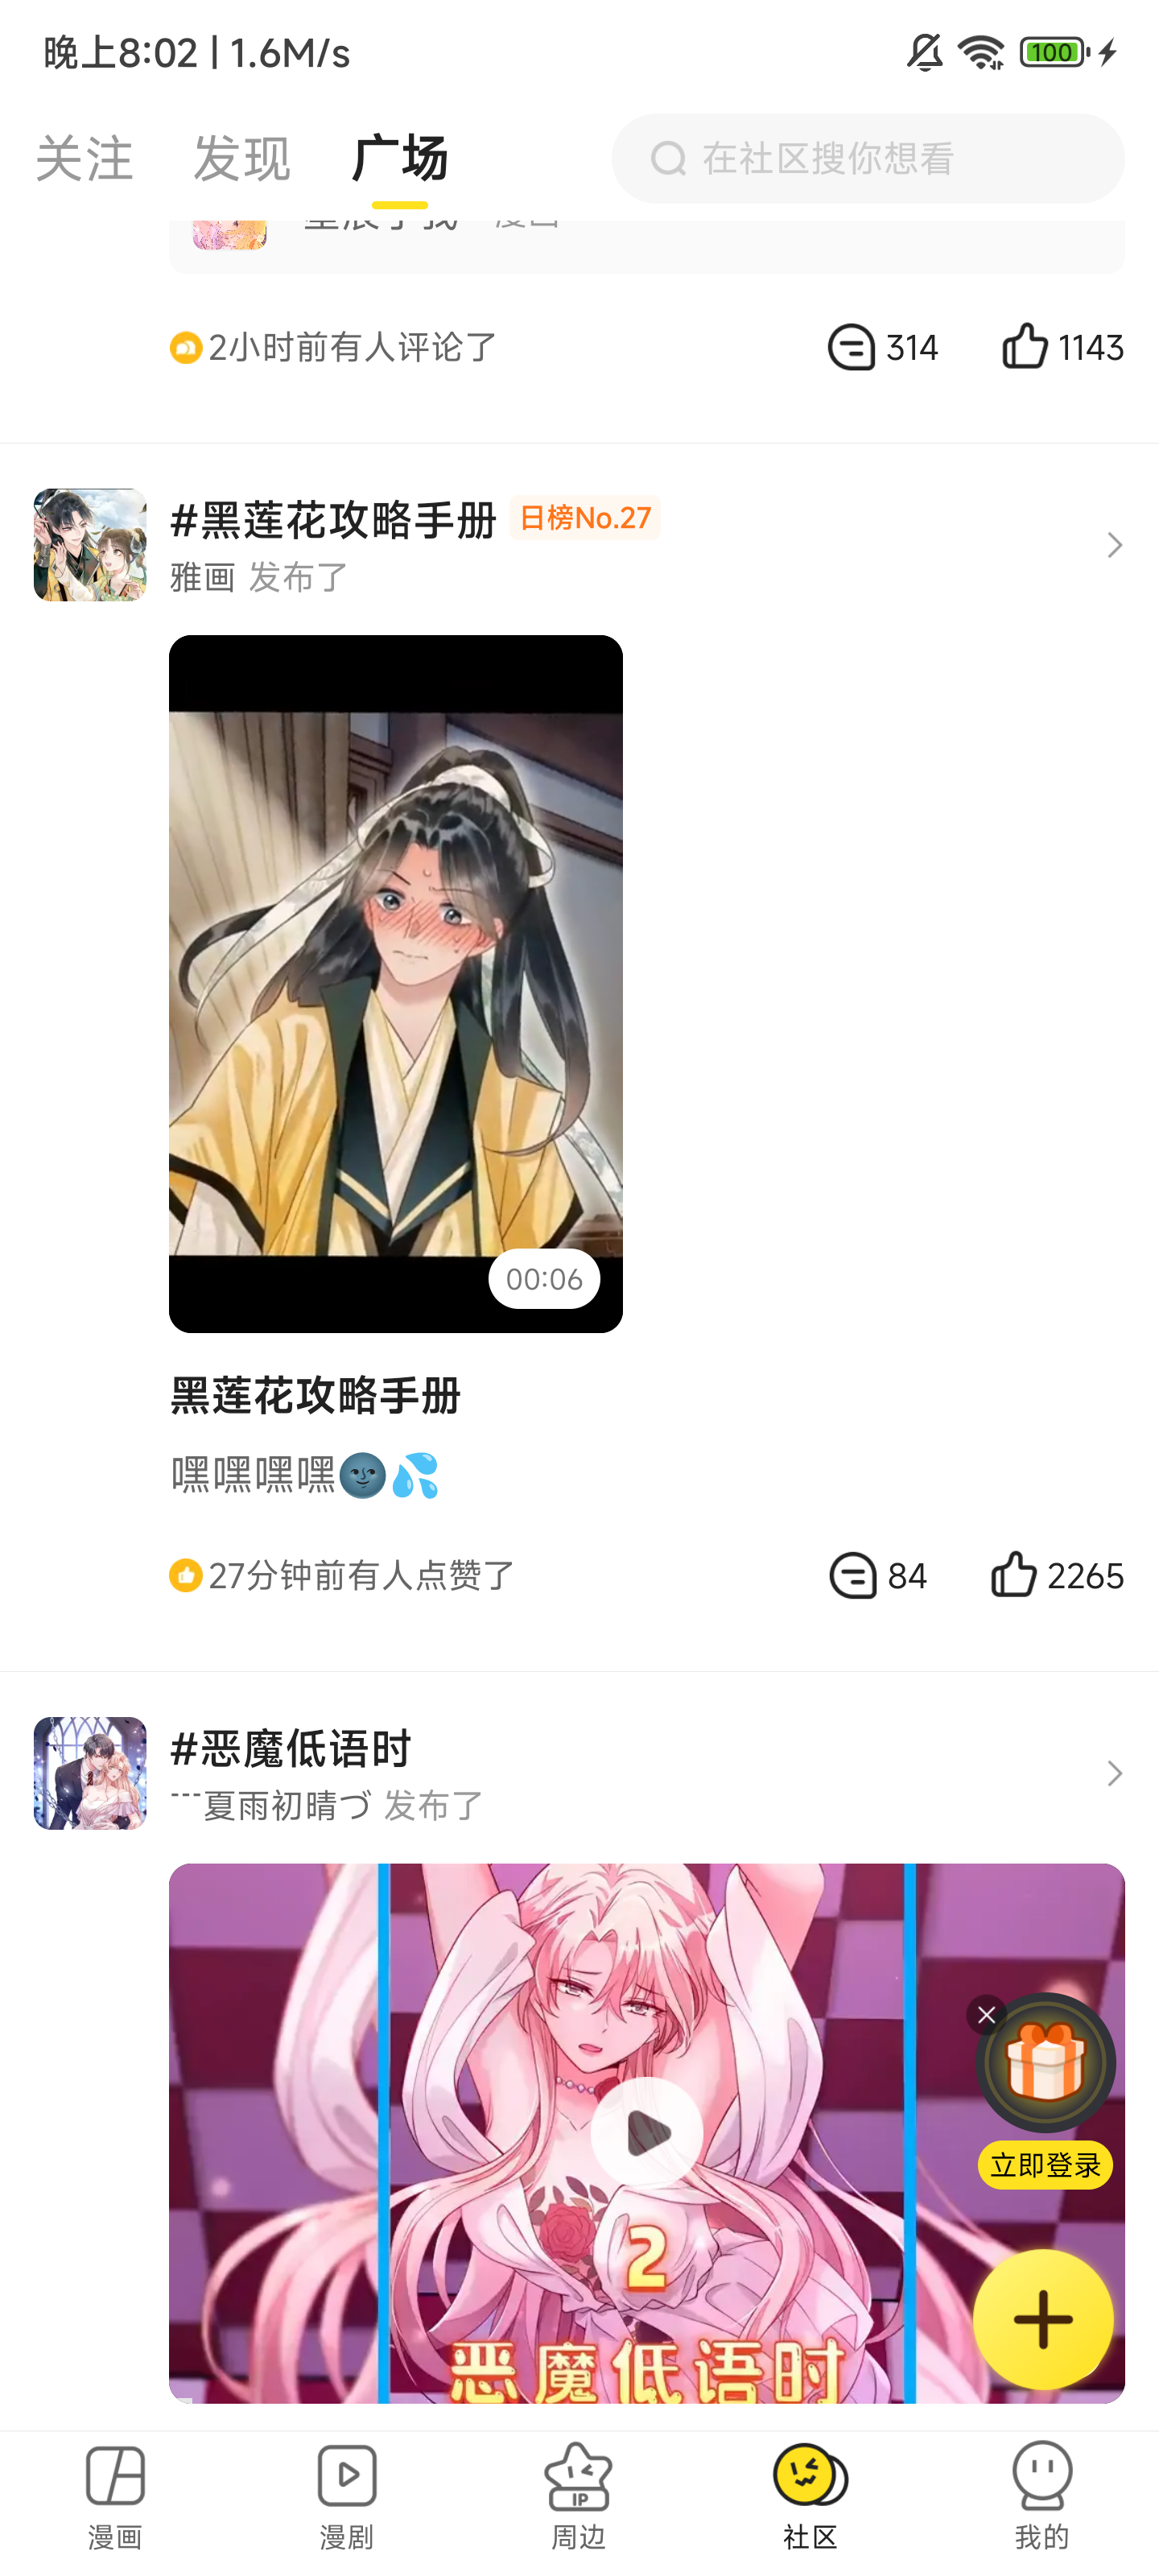 晚上8:02 | 1.6M/s
100
关注 发现 广场
在社区搜你想看
2小时前有人评论了 314 1143
#黑莲花攻略手册 日榜No.27
雅画 发布了
00:06
黑莲花攻略手册
嘿嘿嘿嘿🌚💦
27分钟前有人点赞了 84 2265
#恶魔低语时
---夏雨初晴づ 发布了
立即登录
2
恶魔低语时
IP
漫画 漫剧 周边 社区 我的